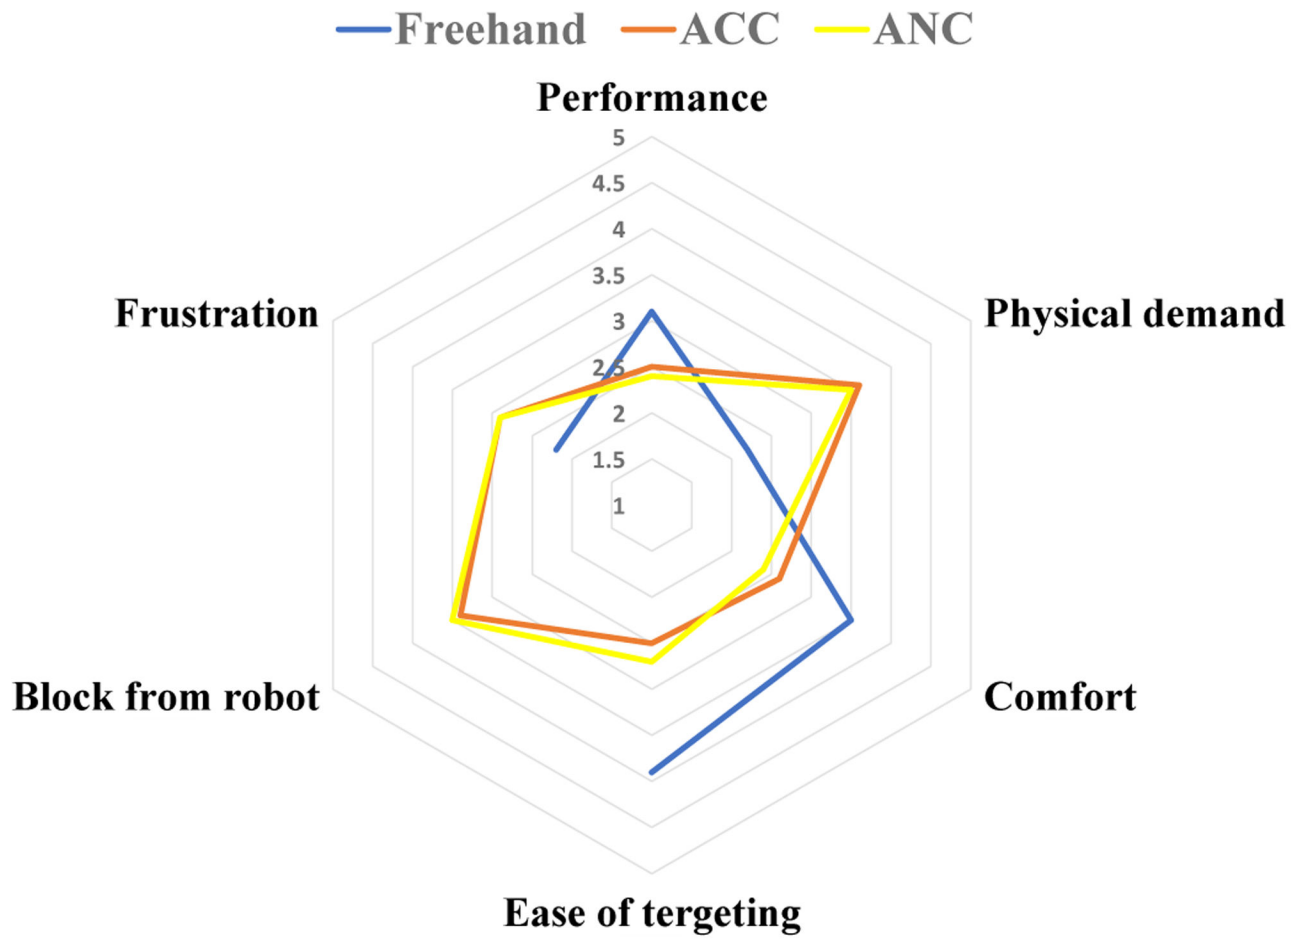 Freehand ACC ANC
Performance
5
4.5
4
3.5
3
2.5
2
1.5
1
Frustration
Physical demand
Block from robot
Comfort
Ease of tergeting